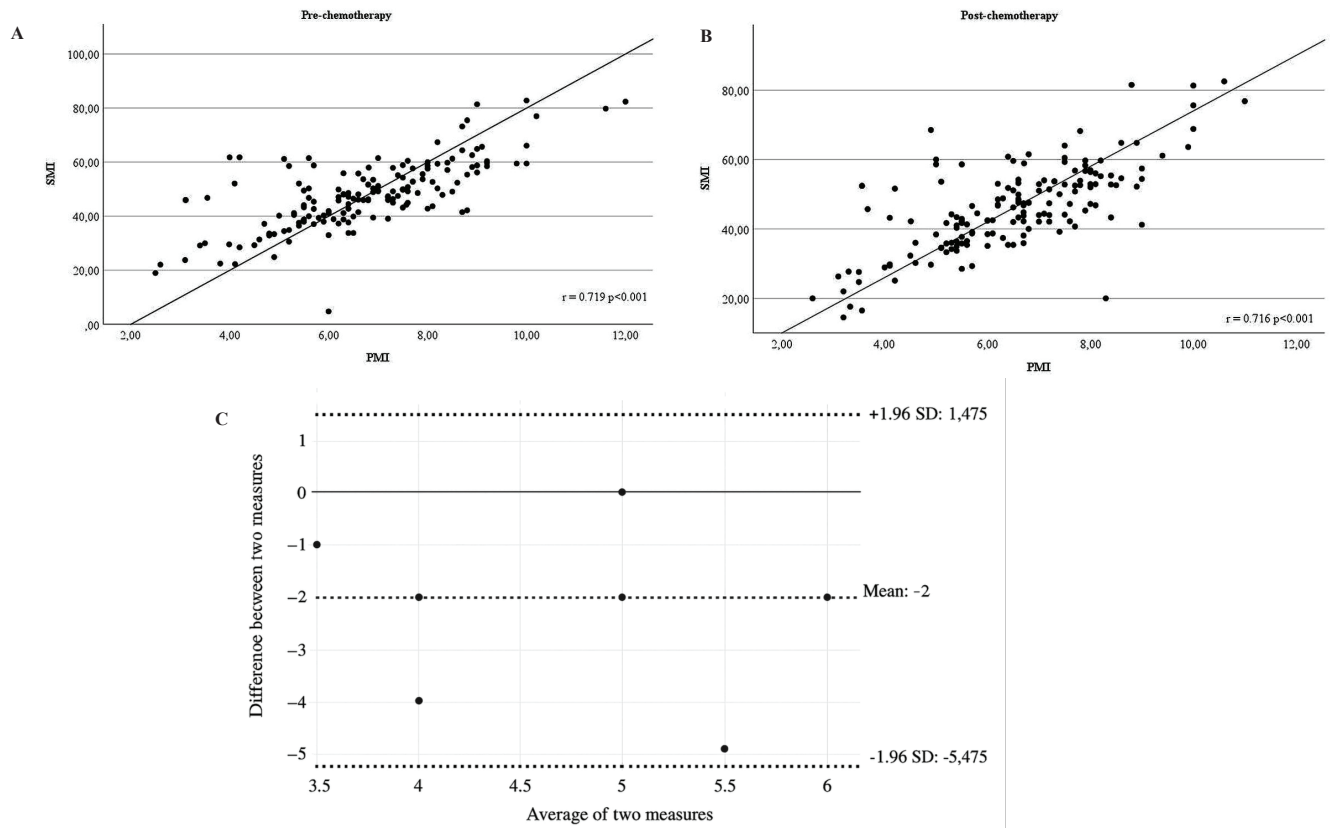 Pre-chemotherapy
A
SMI
100,00
80,00
60,00
40,00
20,00
,00
2,00 4,00 6,00 8,00 10,00 12,00
PMI
r = 0.719 p<0.001
Post-chemotherapy
B
SMI
80,00
60,00
40,00
20,00
2,00 4,00 6,00 8,00 10,00 12,00
PMI
r = 0.716 p<0.001
C
Difference between two measures
1
0
−1
−2
−3
−4
−5
+1.96 SD: 1,475
Mean: -2
-1.96 SD: -5,475
3.5 4 4.5 5 5.5 6
Average of two measures